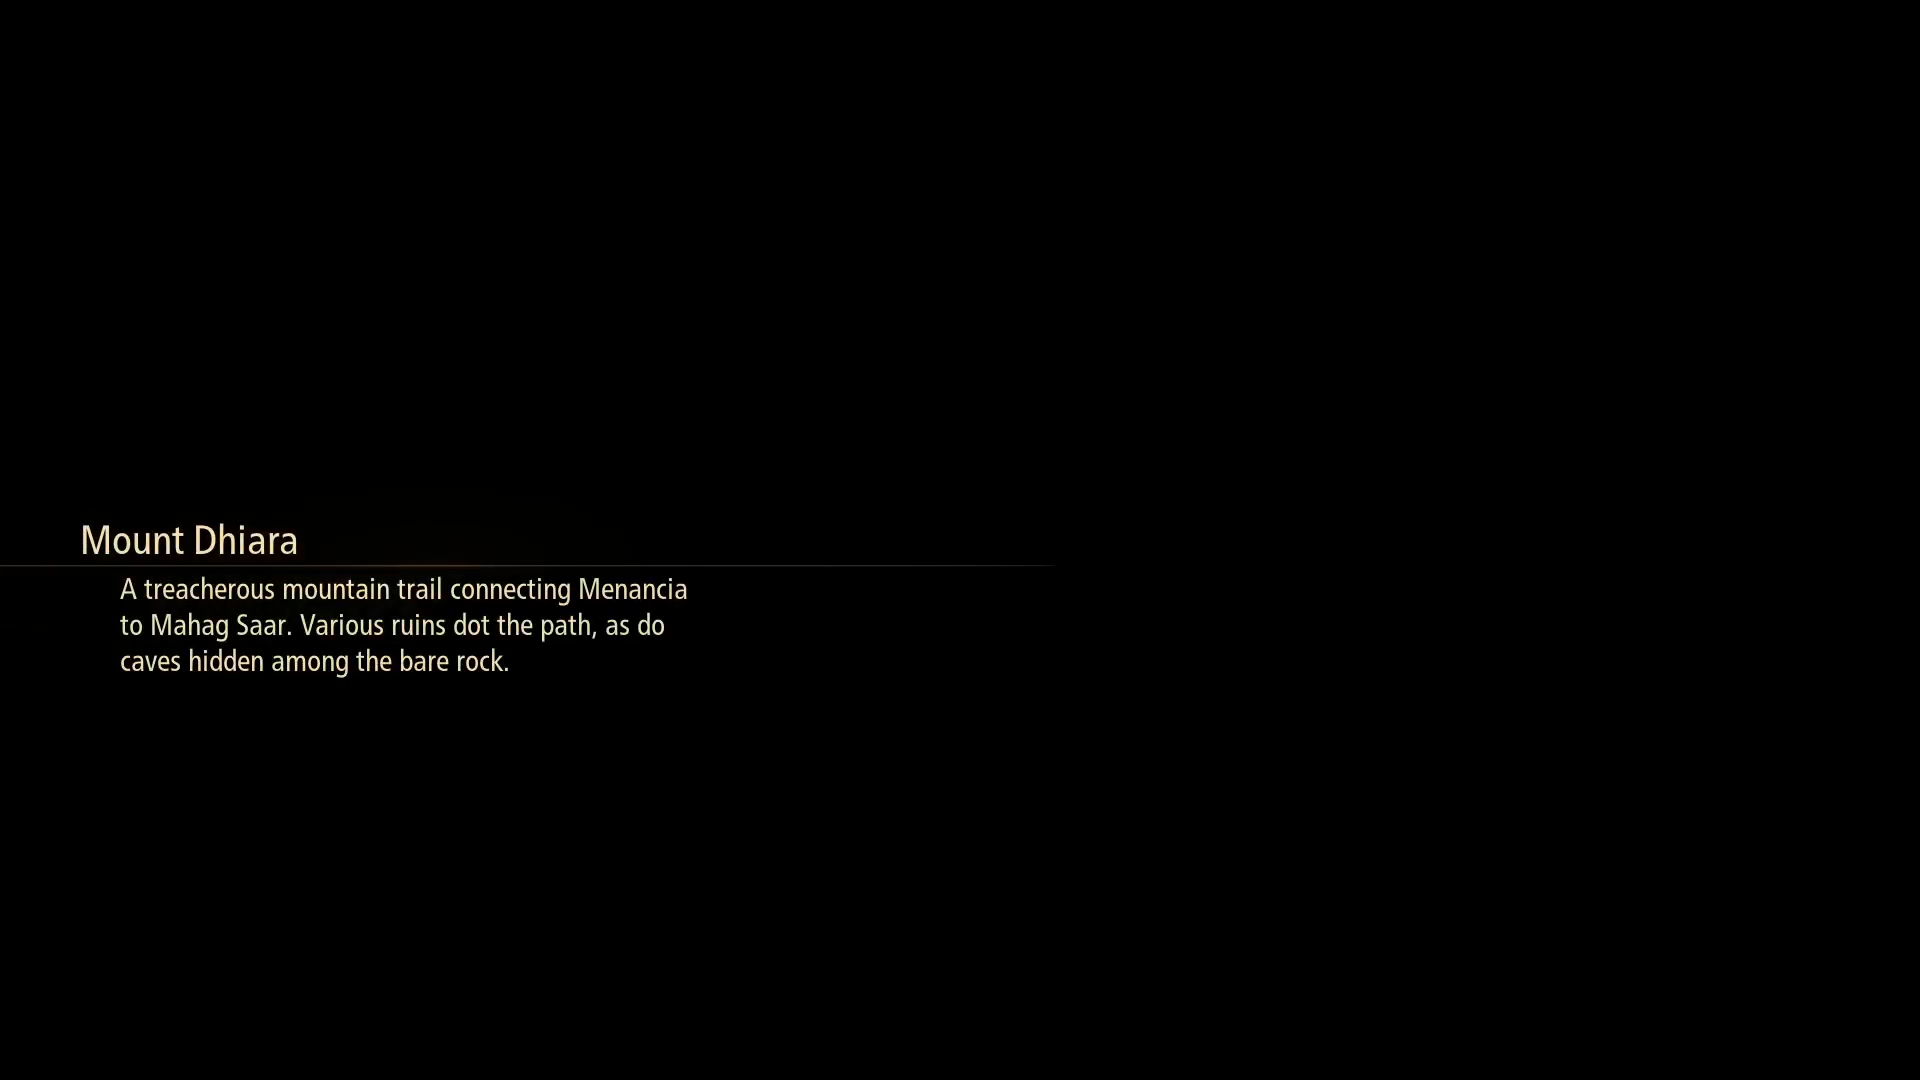 Mount Dhiara
A treacherous mountain trail connecting Menancia
to Mahag Saar. Various ruins dot the path, as do
caves hidden among the bare rock.